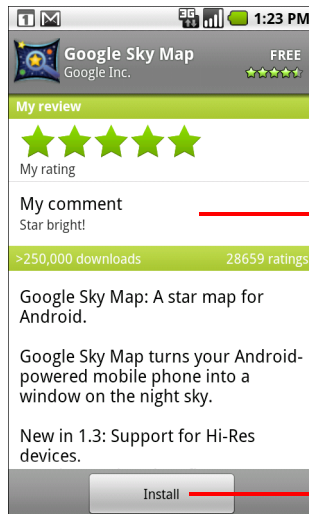 1
3G
1:23 PM
Google Sky Map
FREE
Google Inc.
My review
My rating
My comment
Star bright!
>250,000 downloads 28659 ratings
Google Sky Map: A star map for
Android.
Google Sky Map turns your Android-
powered mobile phone into a
window on the night sky.
New in 1.3: Support for Hi-Res
devices.
Install